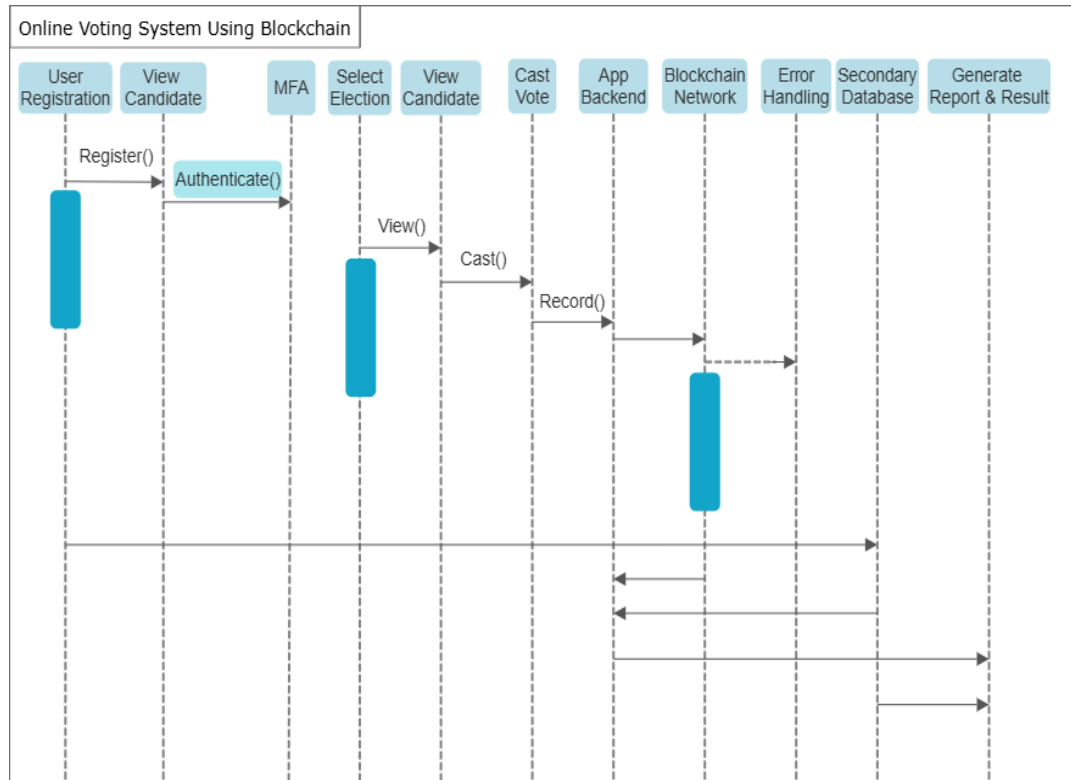 Online Voting System Using Blockchain
User
Registration
View
Candidate
MFA
Select
Election
View
Candidate
Cast
Vote
App
Backend
Blockchain
Network
Error
Handling
Secondary
Database
Generate
Report & Result
Register()
Authenticate()
View()
Cast()
Record()